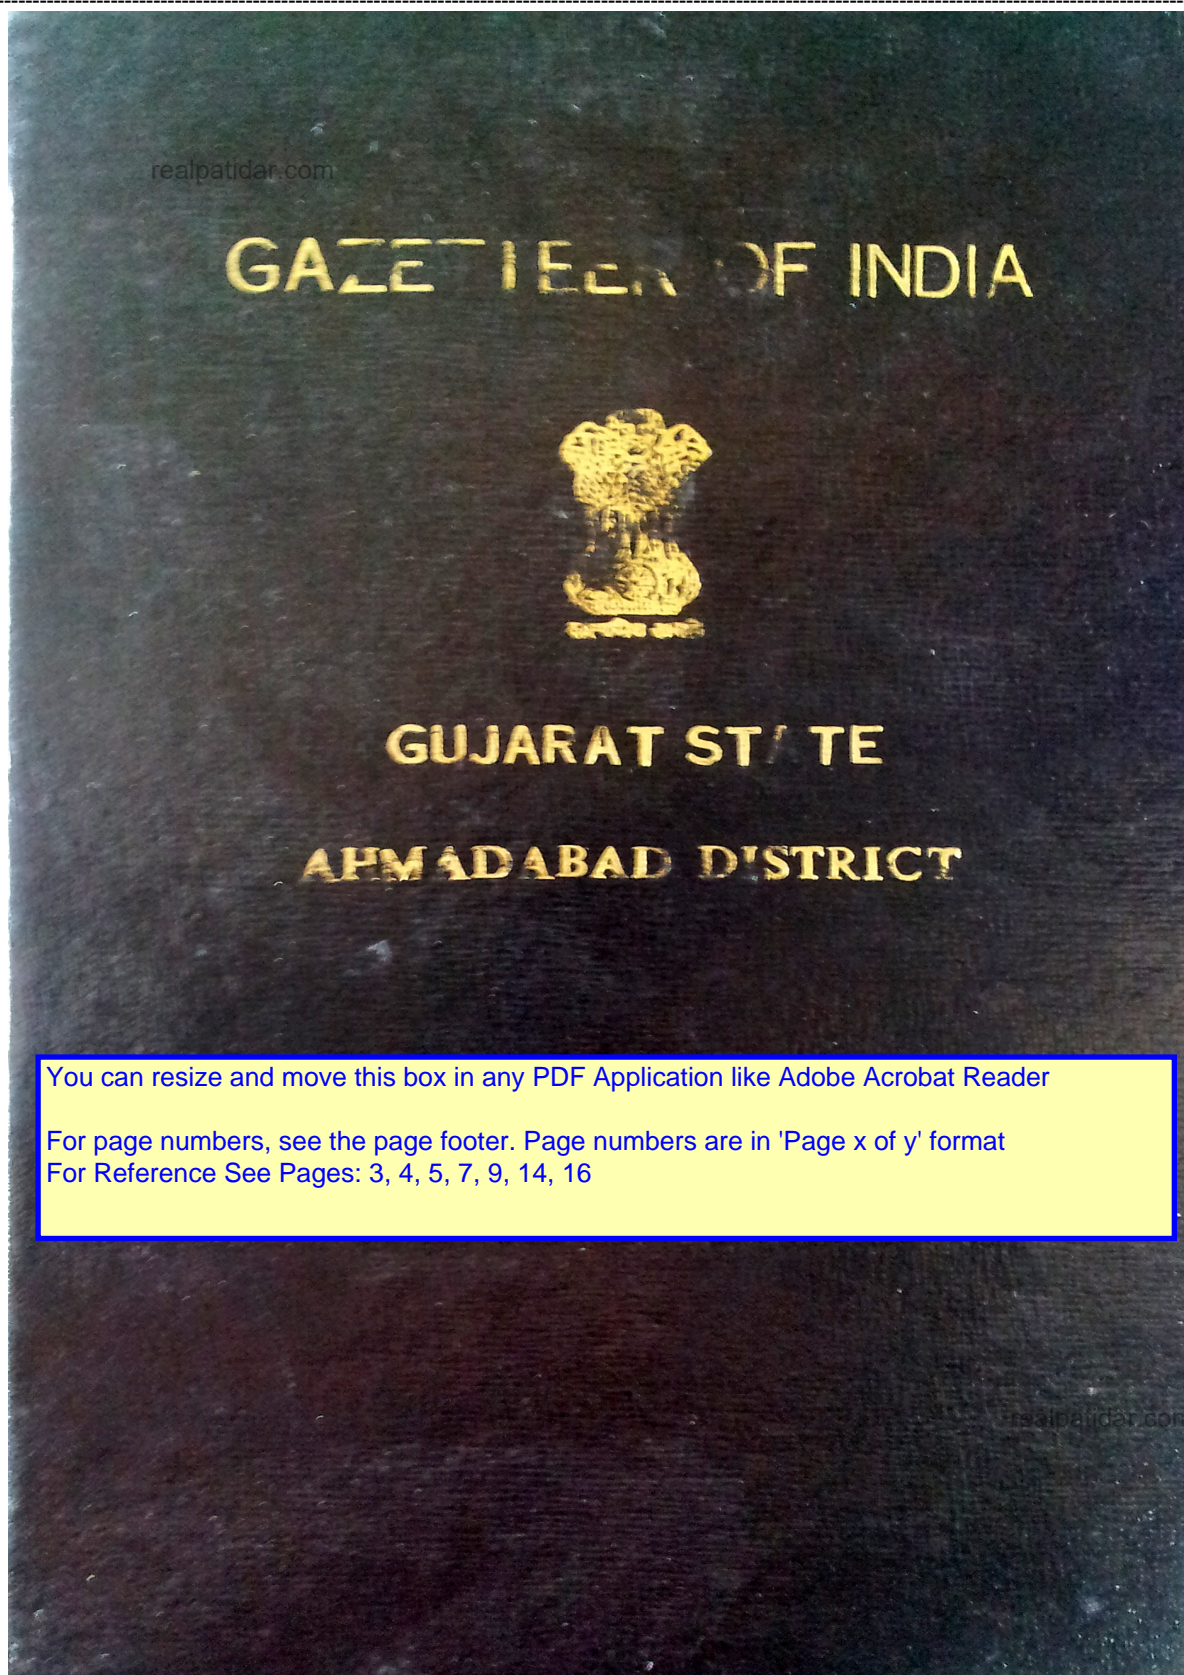 realpatidar.com
GAZETTEER OF INDIA
GUJARAT STATE
AHMADABAD DISTRICT
You can resize and move this box in any PDF Application like Adobe Acrobat Reader
For page numbers, see the page footer. Page numbers are in 'Page x of y' format
For Reference See Pages: 3, 4, 5, 7, 9, 14, 16
realpatidar.com